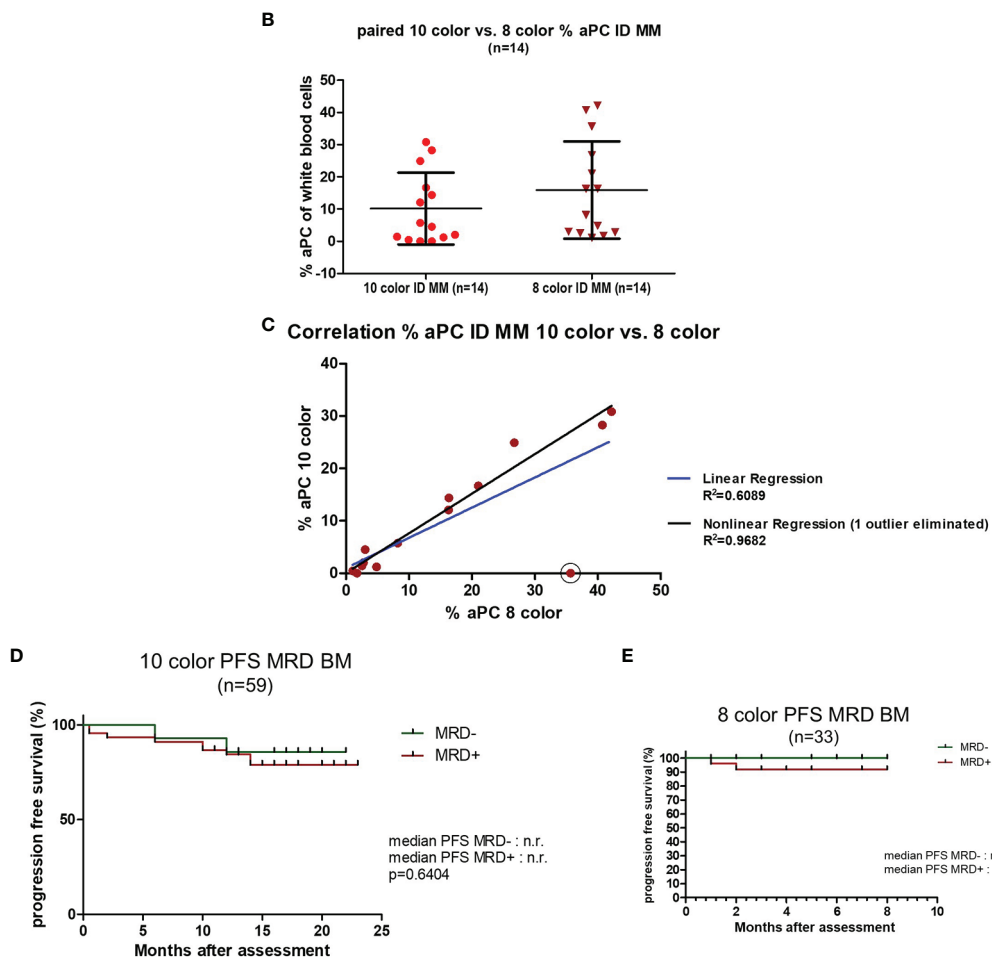 B
paired 10 color vs. 8 color % aPC ID MM
(n=14)
% aPC of white blood cells
50
40
30
20
10
0
-10
10 color ID MM (n=14)
8 color ID MM (n=14)
C
Correlation % aPC ID MM 10 color vs. 8 color
% aPC 10 color
40
30
20
10
0
0 10 20 30 40 50
% aPC 8 color
Linear Regression
R²=0.6089
Nonlinear Regression (1 outlier eliminated)
R²=0.9682
D
10 color PFS MRD BM
(n=59)
progression free survival (%)
100
50
0
0 5 10 15 20 25
Months after assessment
MRD-
MRD+
median PFS MRD- : n.r.
median PFS MRD+ : n.r.
p=0.6404
E
8 color PFS MRD BM
(n=33)
progression free survival (%)
100
90
80
70
60
50
40
30
20
10
0
0 2 4 6 8 10
Months after assessment
MRD-
MRD+
median PFS MRD- :
median PFS MRD+ :